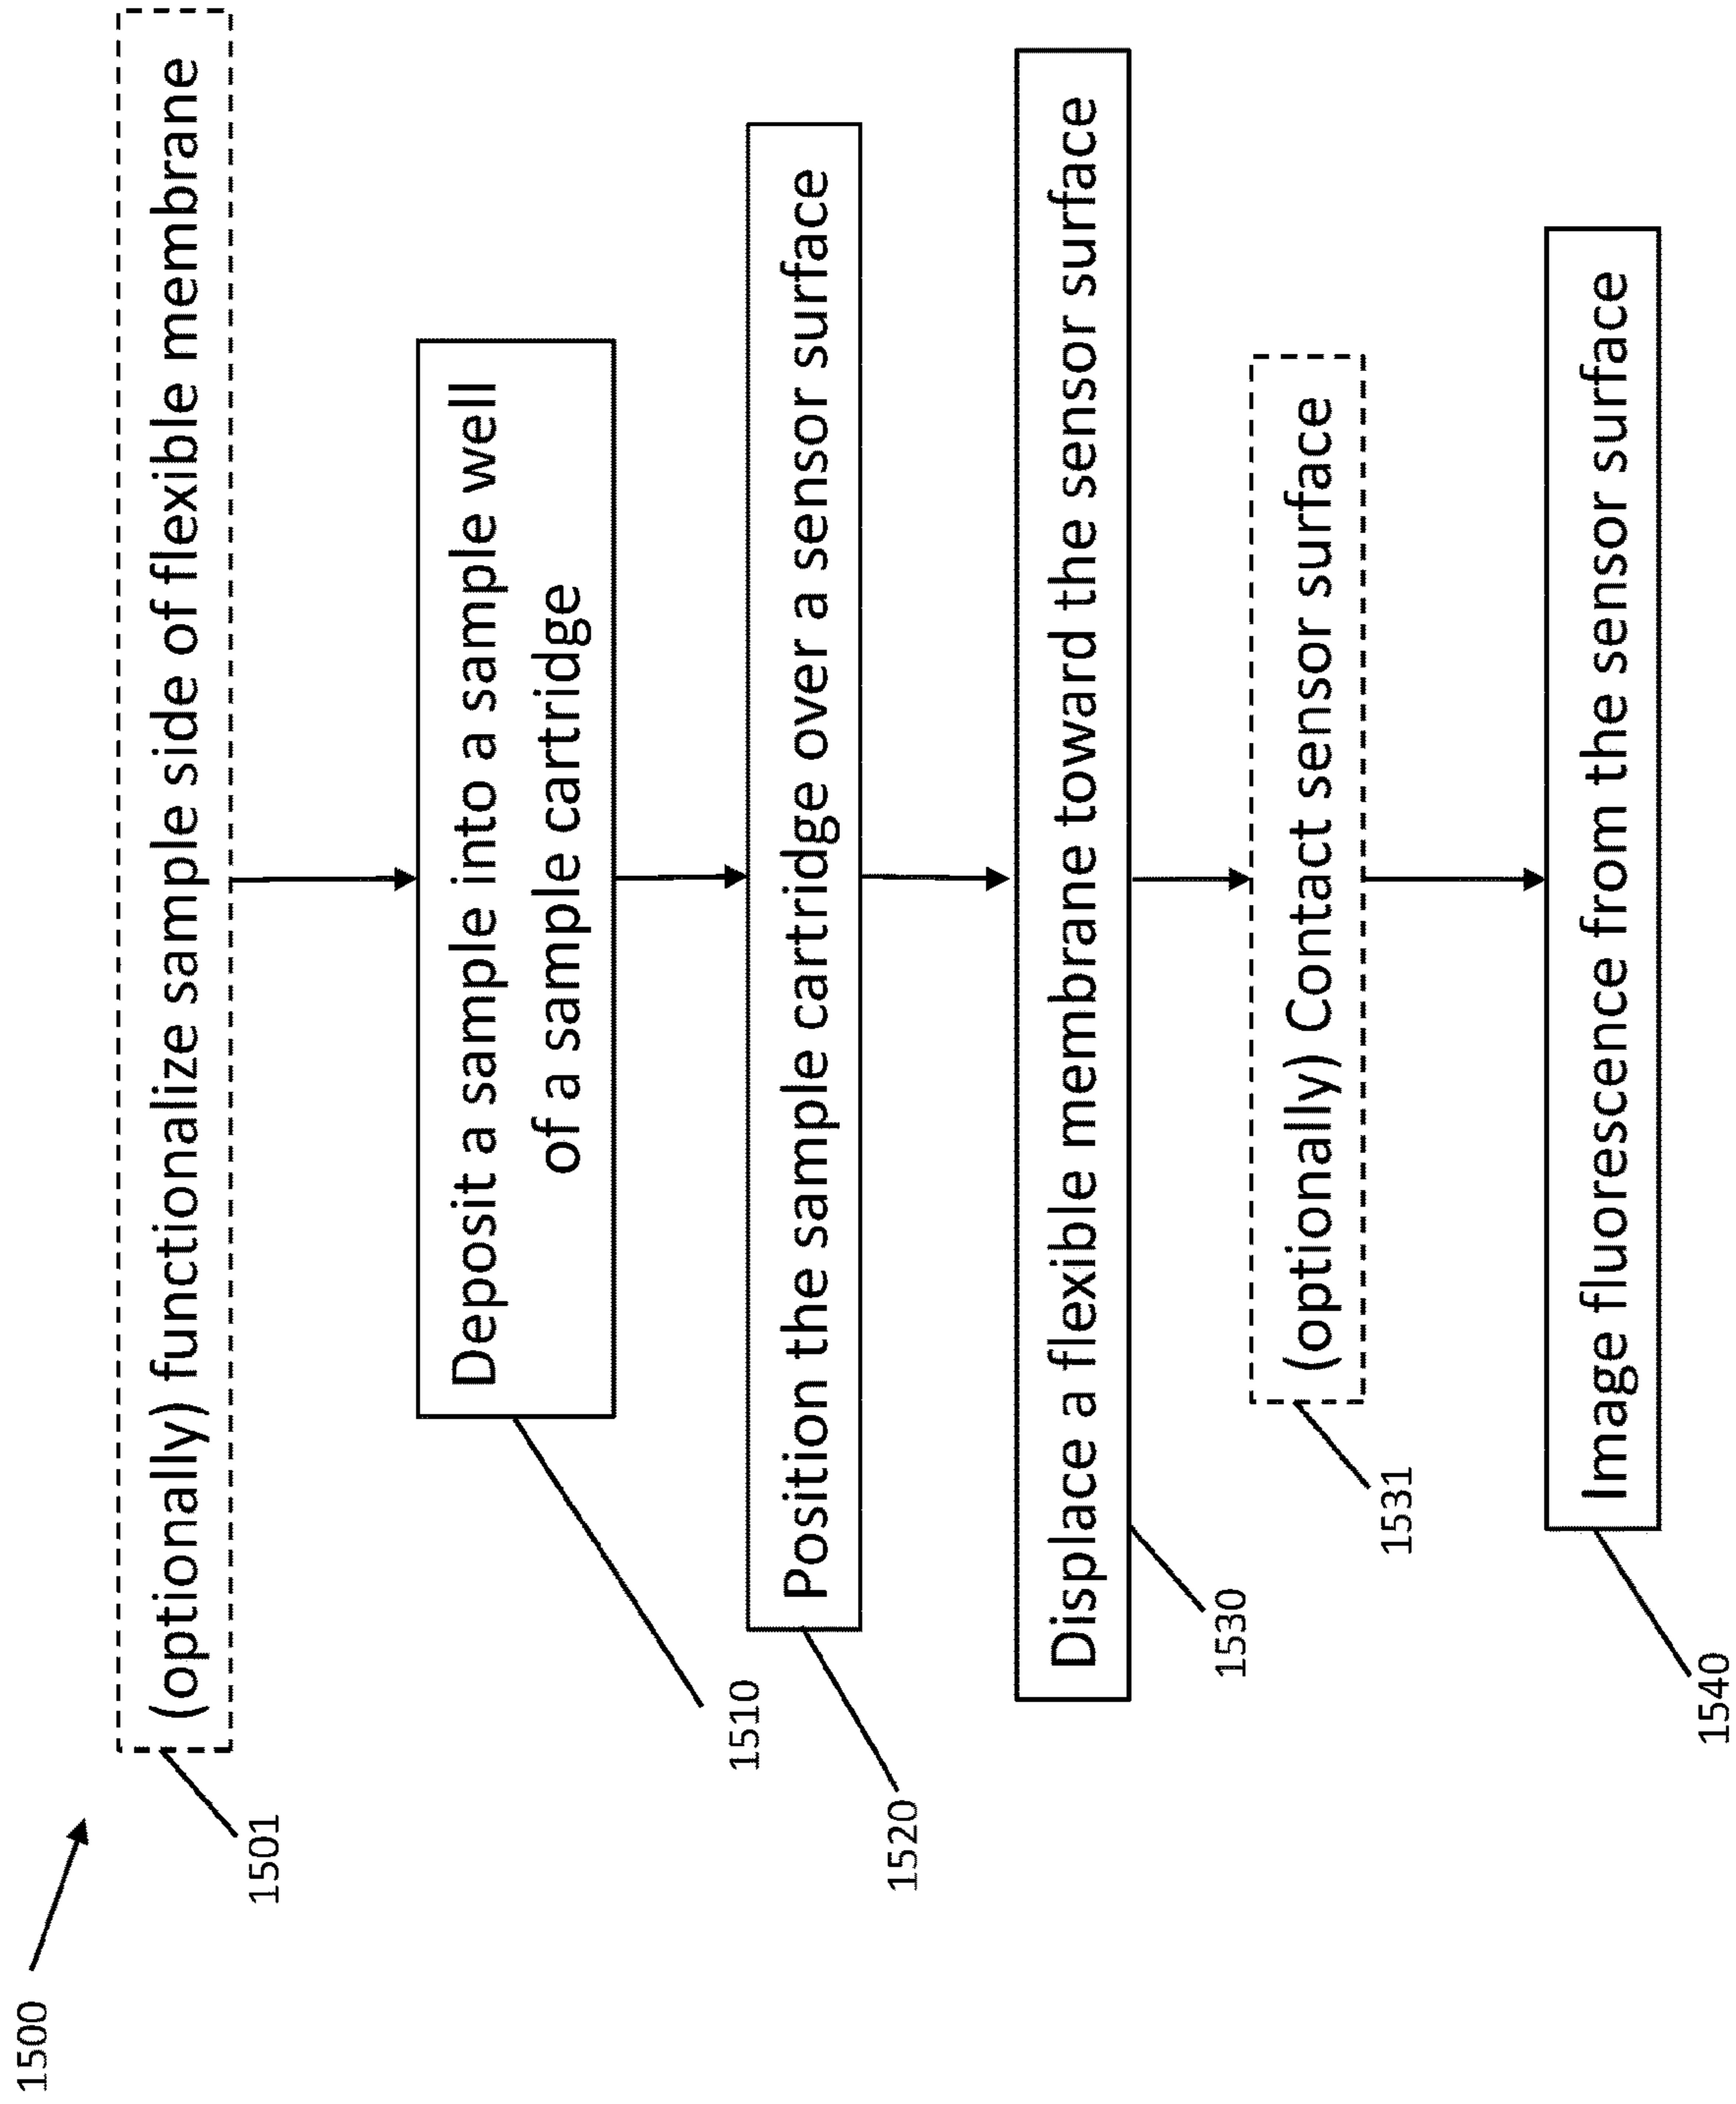 1500
(optionally) functionalize sample side of flexible membrane
1501
Deposit a sample into a sample well
of a sample cartridge
1510
Position the sample cartridge over a sensor surface
1520
Displace a flexible membrane toward the sensor surface
1530
(optionally) Contact sensor surface
1531
Image fluorescence from the sensor surface
1540